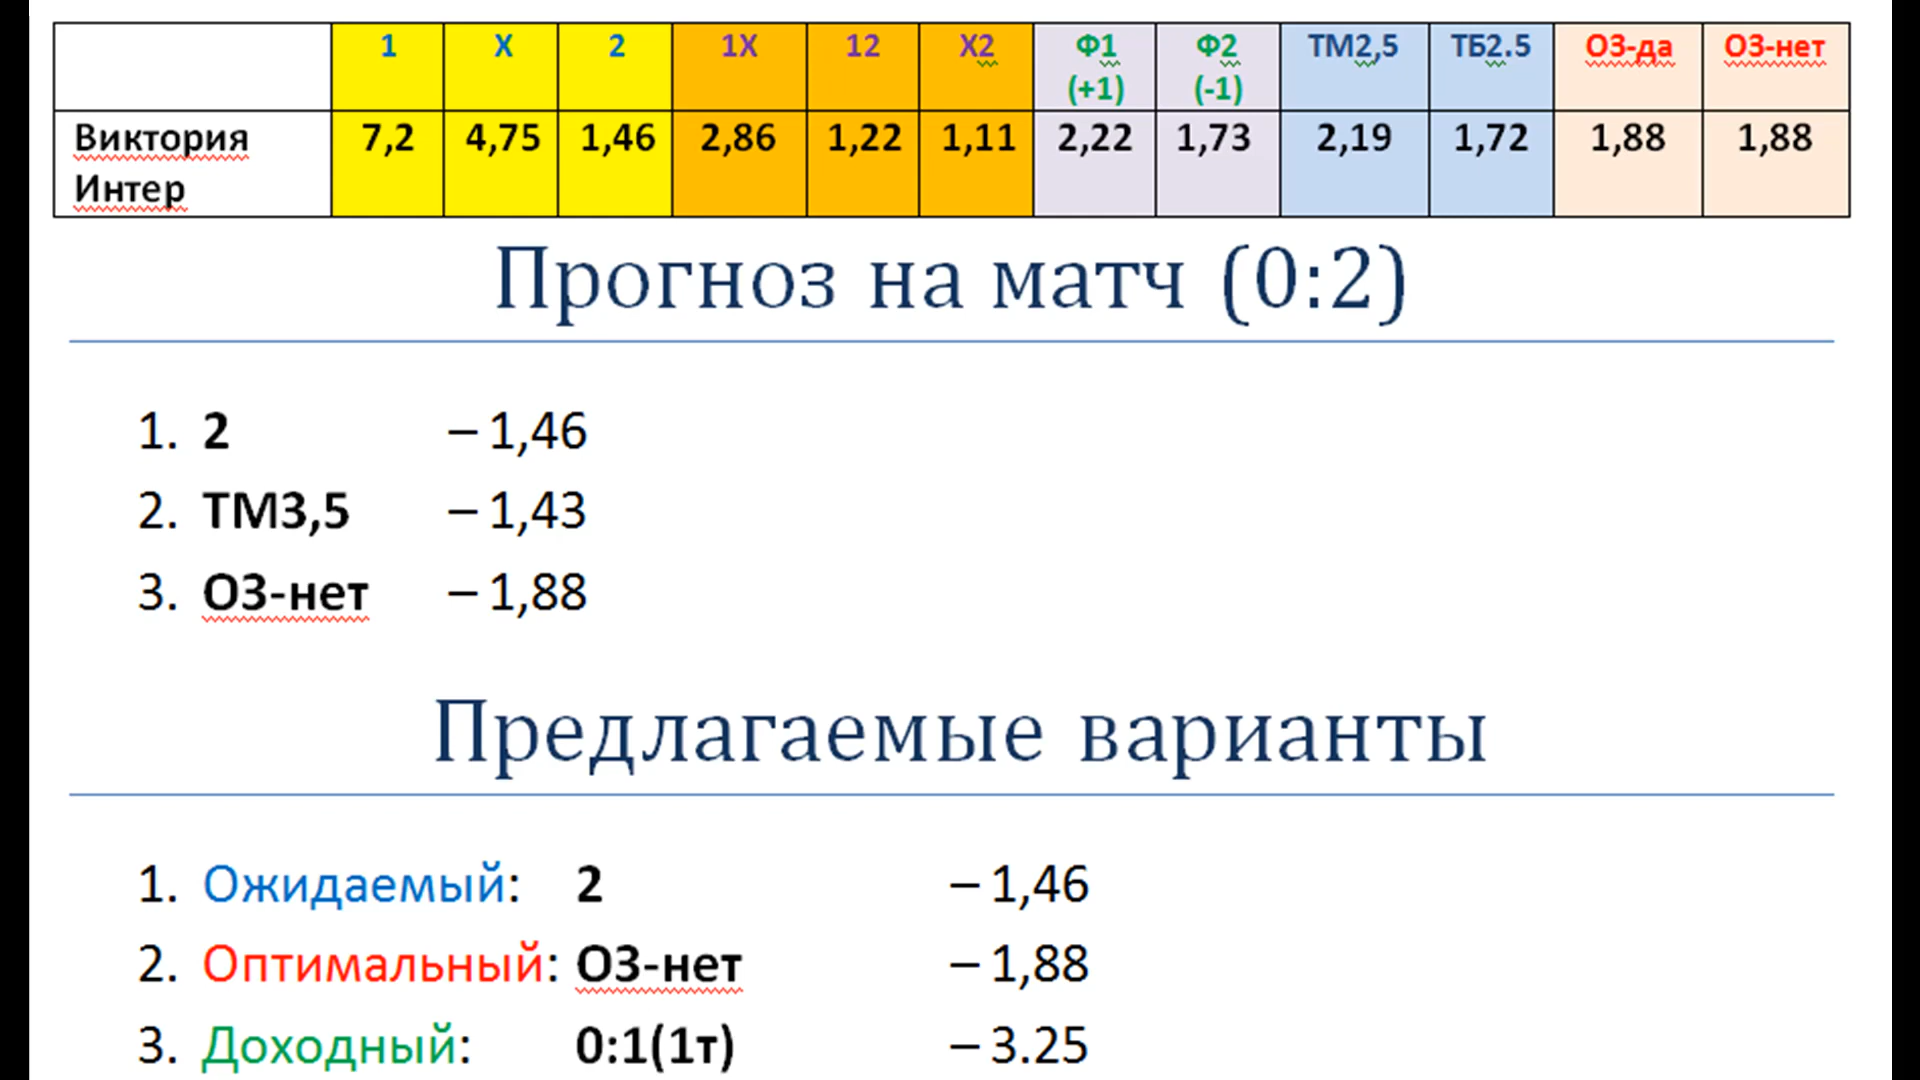 1 X 2 1X 12 X2 Ф1 (+1) Ф2 (-1) ТМ2,5 ТБ2.5 ОЗ-да ОЗ-нет
Виктория Интер 7,2 4,75 1,46 2,86 1,22 1,11 2,22 1,73 2,19 1,72 1,88 1,88
Прогноз на матч (0:2)
1. 2 – 1,46
2. ТМ3,5 – 1,43
3. ОЗ-нет – 1,88
Предлагаемые варианты
1. Ожидаемый: 2 – 1,46
2. Оптимальный: ОЗ-нет – 1,88
3. Доходный: 0:1(1т) – 3.25